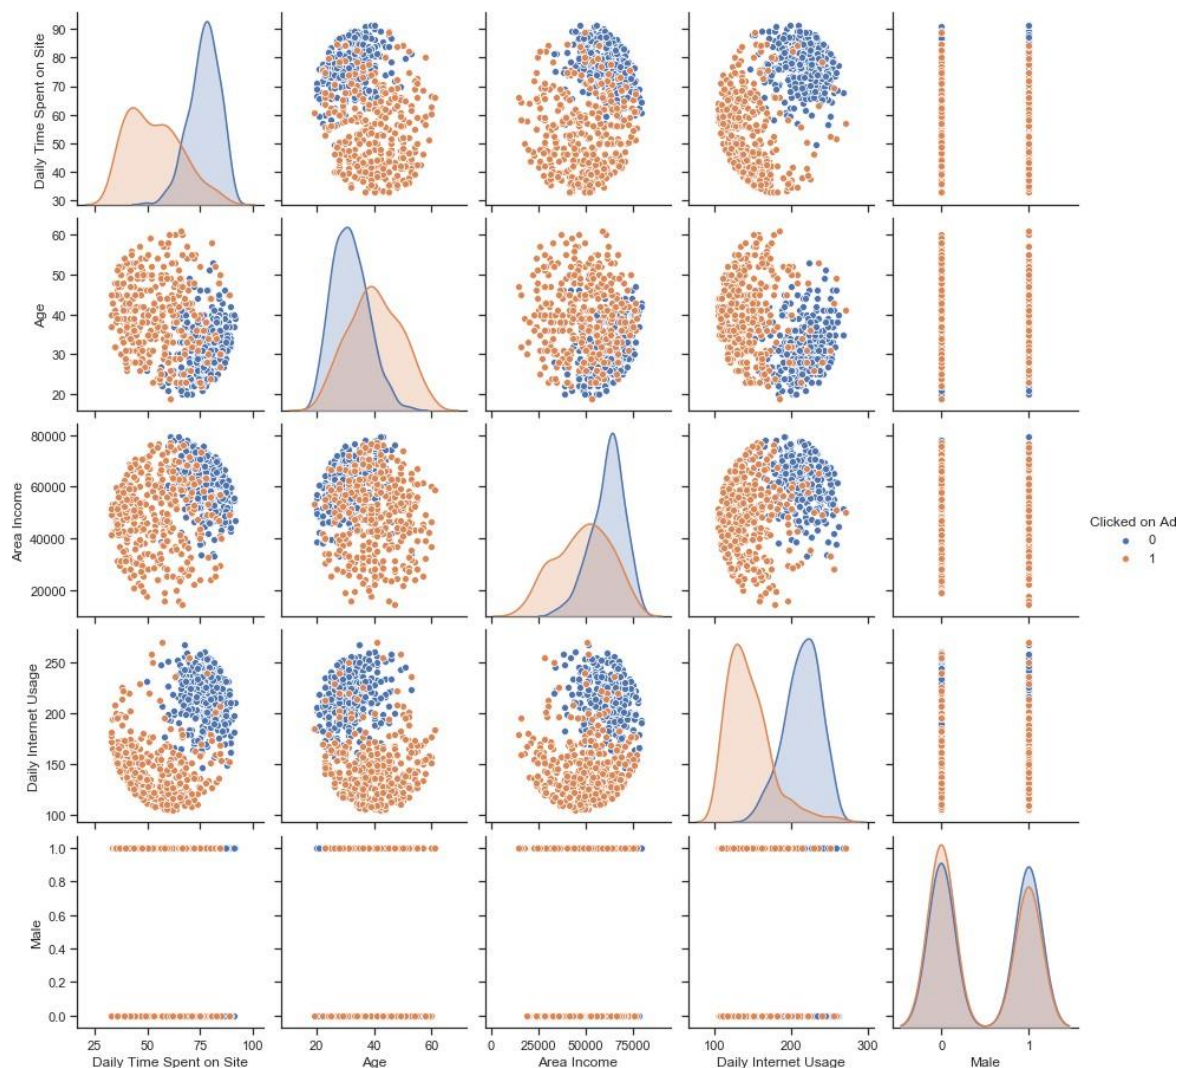 Daily Time Spent on Site
90
80
70
60
50
40
30
Age
60
50
40
30
20
Area Income
80000
60000
40000
20000
Clicked on Ad
0
1
Daily Internet Usage
250
200
150
100
Male
1.0
0.8
0.6
0.4
0.2
0.0
50 75 100
20 40 60
0 25000 50000 75000
100 200 300
0 1
Daily Time Spent on Site Age Area Income Daily Internet Usage Male